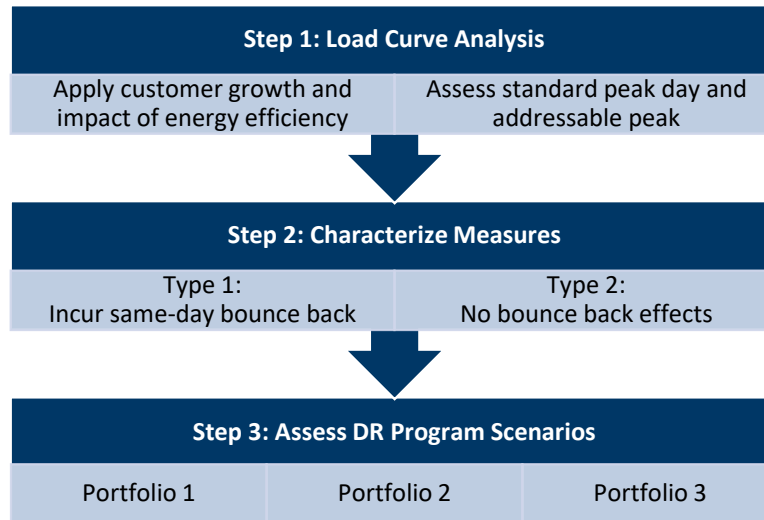 Step 1: Load Curve Analysis
Apply customer growth and
impact of energy efficiency
Assess standard peak day and
addressable peak
Step 2: Characterize Measures
Type 1:
Incur same-day bounce back
Type 2:
No bounce back effects
Step 3: Assess DR Program Scenarios
Portfolio 1
Portfolio 2
Portfolio 3